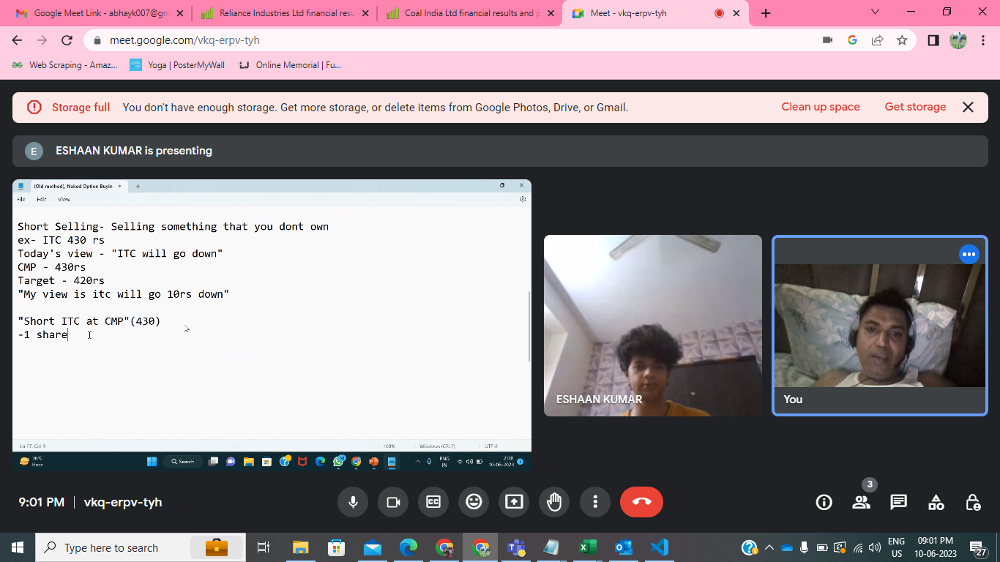 Google Meet Link - abhayk007@gm
Reliance Industries Ltd financial resu
Coal India Ltd financial results and p
Meet - vkq-erpv-tyh
meet.google.com/vkq-erpv-tyh
Web Scraping - Amaz...
Yoga | PosterMyWall
Online Memorial | Fu...
Storage full You don't have enough storage. Get more storage, or delete items from Google Photos, Drive, or Gmail. Clean up space Get storage
E ESHAAN KUMAR is presenting
(Old method), Naked Option Buyin
File Edit View
Short Selling- Selling something that you dont own
ex- ITC 430 rs
Today's view - "ITC will go down"
CMP - 430rs
Target - 420rs
"My view is itc will go 10rs down"
"Short ITC at CMP"(430)
-1 share
Ln 27, Col 9 100% Windows (CRLF) UTF-8
36°C
Haze
Search
ENG
IN
21:01
10-06-2023
ESHAAN KUMAR
You
9:01 PM | vkq-erpv-tyh
CC
3
Type here to search
ENG
US
09:01 PM
10-06-2023
27